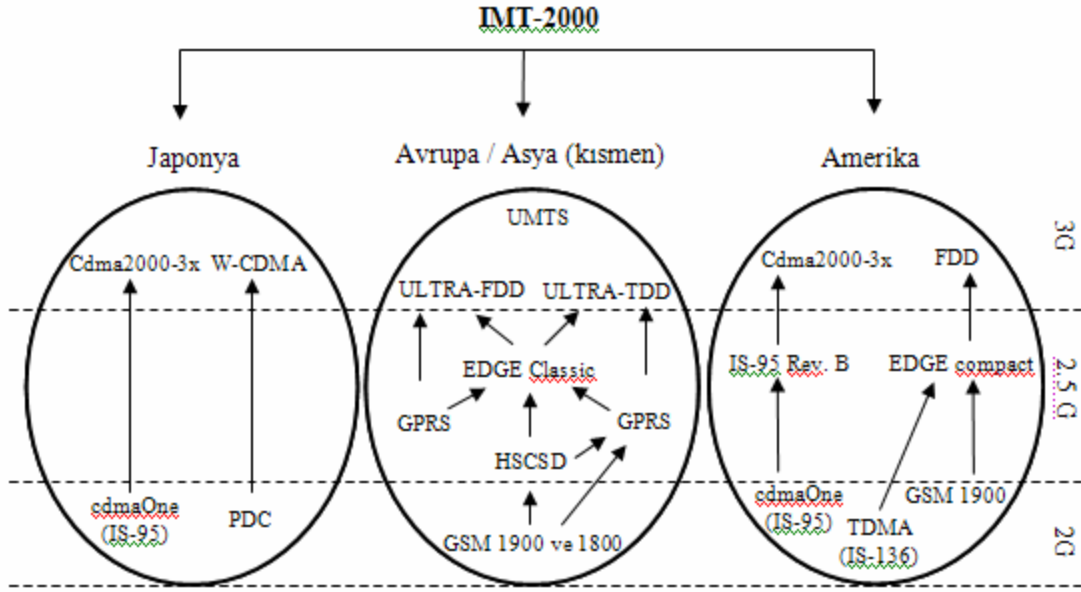 IMT-2000
Japonya
Avrupa / Asya (kısmen)
Amerika
UMTS
3G
Cdma2000-3x W-CDMA
ULTRA-FDD ULTRA-TDD
Cdma2000-3x
FDD
EDGE Classic
IS-95 Rev. B
EDGE compact
2.5 G
GPRS
GPRS
HSCSD
cdmaOne
(IS-95)
PDC
GSM 1900 ve 1800
cdmaOne
(IS-95)
GSM 1900
TDMA
(IS-136)
2G